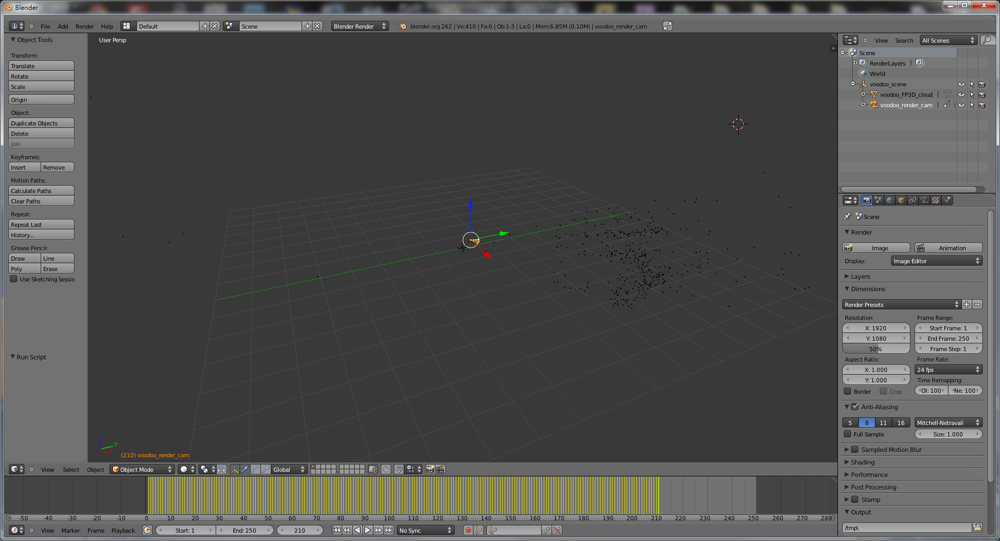 Blender
File Add Render Help Default Scene Blender Render blender.org 262 | Ve:410 | Fa:0 | Ob:1-3 | La:0 | Mem:6.85M (0.10M) | voodoo_render_cam
Object Tools
Transform:
Translate
Rotate
Scale
Origin
Object:
Duplicate Objects
Delete
Join
Keyframes:
Insert Remove
Motion Paths:
Calculate Paths
Clear Paths
Repeat:
Repeat Last
History...
Grease Pencil:
Draw Line
Poly Erase
Use Sketching Sessio
Run Script
User Persp
y
(210) voodoo_render_cam
View Select Object Object Mode Global
-50 -40 -30 -20 -10 0 10 20 30 40 50 60 70 80 90 100 110 120 130 140 150 160 170 180 190 200 210 220 230 240 250 260 270 280
View Marker Frame Playback Start: 1 End: 250 210 No Sync
View Search All Scenes
Scene
RenderLayers |
World
voodoo_scene
voodoo_FP3D_cloud |
voodoo_render_cam |
Scene
Render
Image Animation
Display: Image Editor
Layers
Dimensions
Render Presets
Resolution: Frame Range:
X: 1920 Start Frame: 1
Y: 1080 End Frame: 250
50% Frame Step: 1
Aspect Ratio: Frame Rate:
X: 1.000 24 fps
Y: 1.000 Time Remapping:
Border Crop Ol: 100 Ne: 100
Anti-Aliasing
5 8 11 16 Mitchell-Netravali
Full Sample Size: 1.000
Sampled Motion Blur
Shading
Performance
Post Processing
Stamp
Output
/tmp\